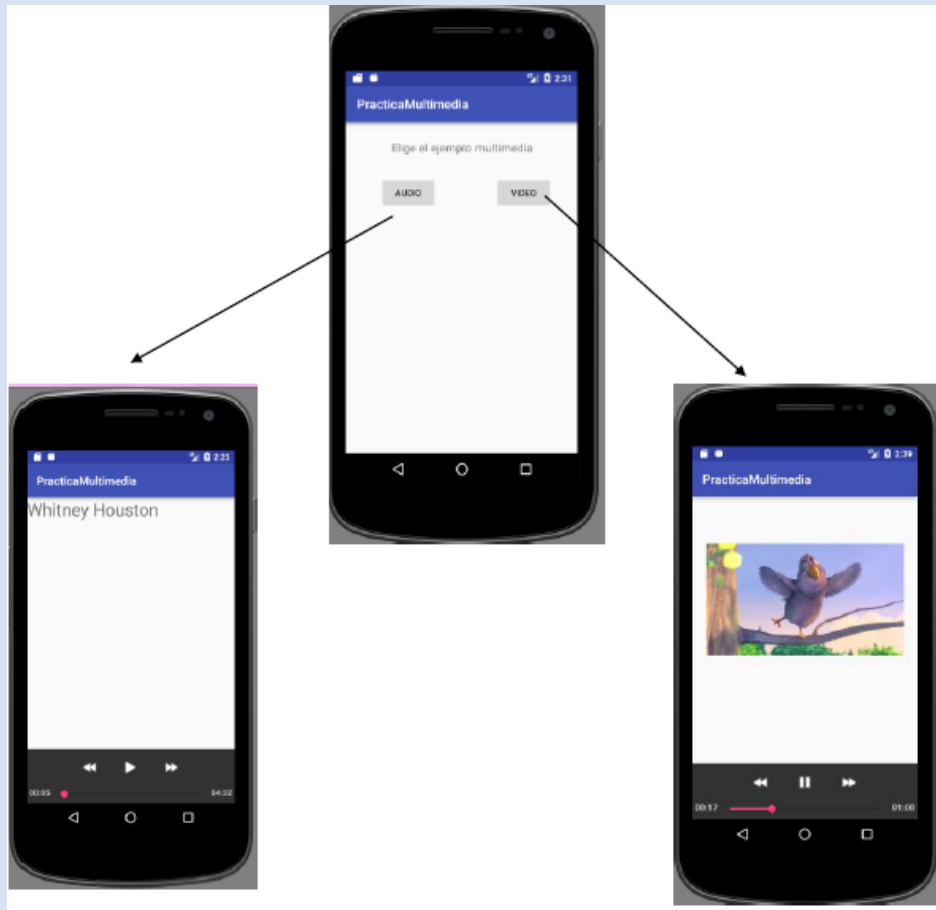 2:31
PracticaMultimedia
Elige el ejemplo multimedia
AUDIO VIDEO
2:25
PracticaMultimedia
Whitney Houston
00:05 04:32
2:39
PracticaMultimedia
00:17 01:00